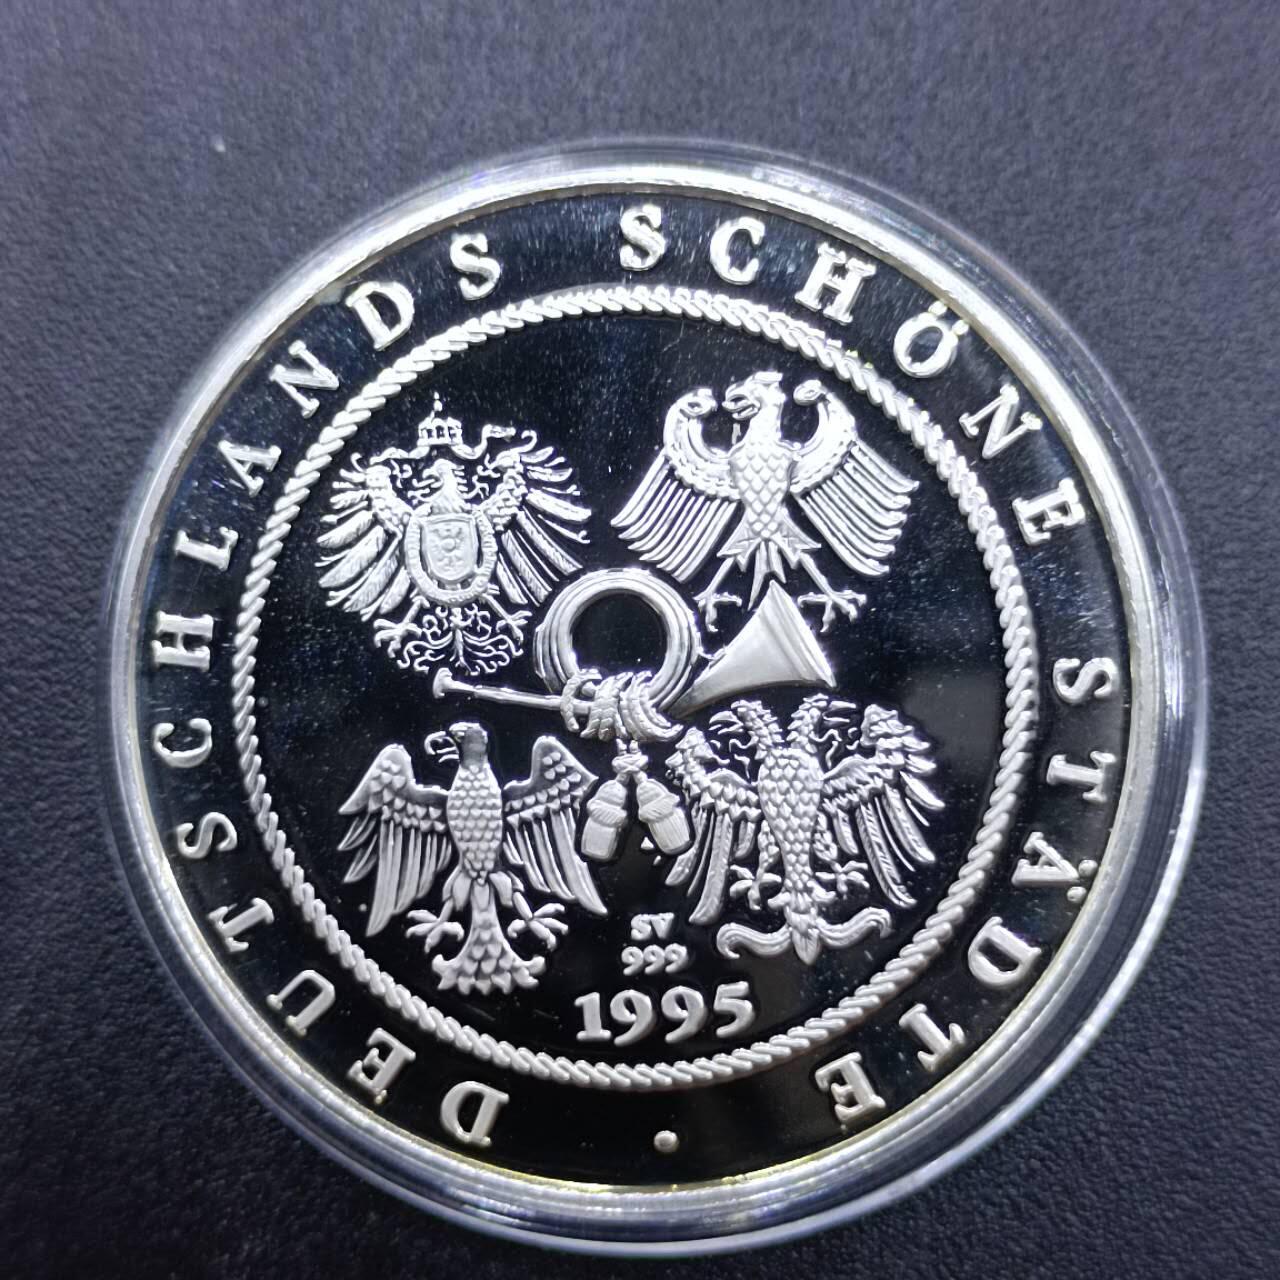 DEUTSCHLANDS SCHÖNE STÄDTE ·
SV
999
1995